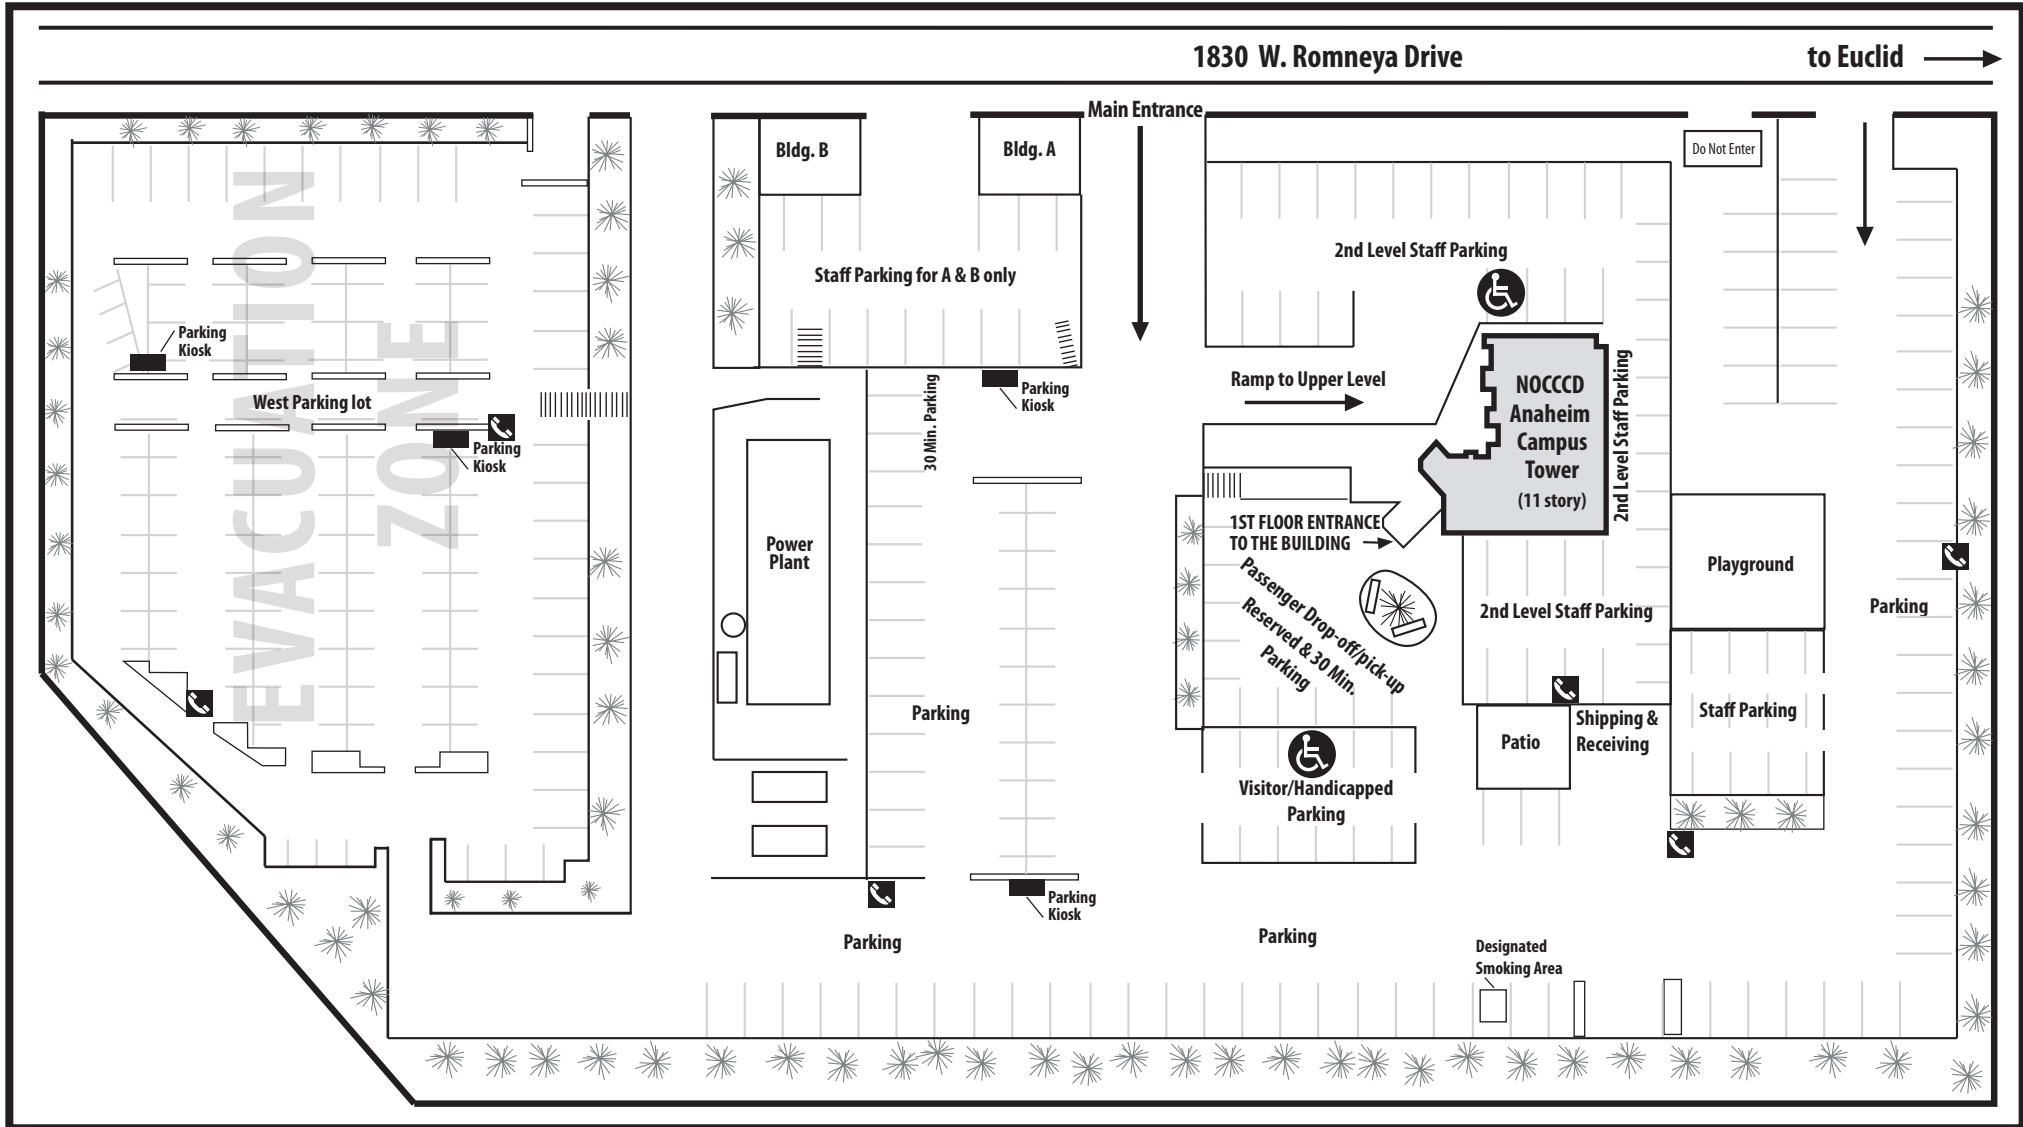 1830 W. Romneya Drive
to Euclid
Main Entrance
Bldg. B
Bldg. A
Do Not Enter
EVACUATION
ZONE
2nd Level Staff Parking
Staff Parking for A & B only
Parking
Kiosk
West Parking lot
Parking
Kiosk
30 Min. Parking
Parking
Kiosk
Ramp to Upper Level
NOCCCD
Anaheim
Campus
Tower
(11 story)
2nd Level Staff Parking
1ST FLOOR ENTRANCE
TO THE BUILDING
Power
Plant
Passenger Drop-off/pick-up
Reserved & 30 Min.
Parking
2nd Level Staff Parking
Playground
Parking
Parking
Staff Parking
Shipping &
Receiving
Patio
Visitor/Handicapped
Parking
Parking
Kiosk
Parking
Parking
Designated
Smoking Area